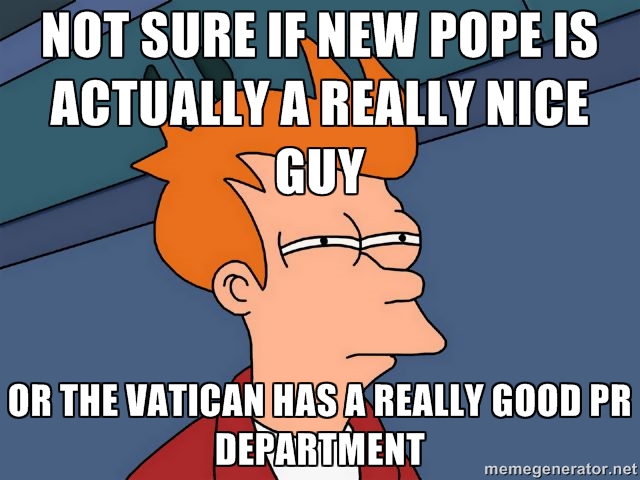 NOT SURE IF NEW POPE IS
ACTUALLY A REALLY NICE
GUY
OR THE VATICAN HAS A REALLY GOOD PR
DEPARTMENT
memegenerator.net